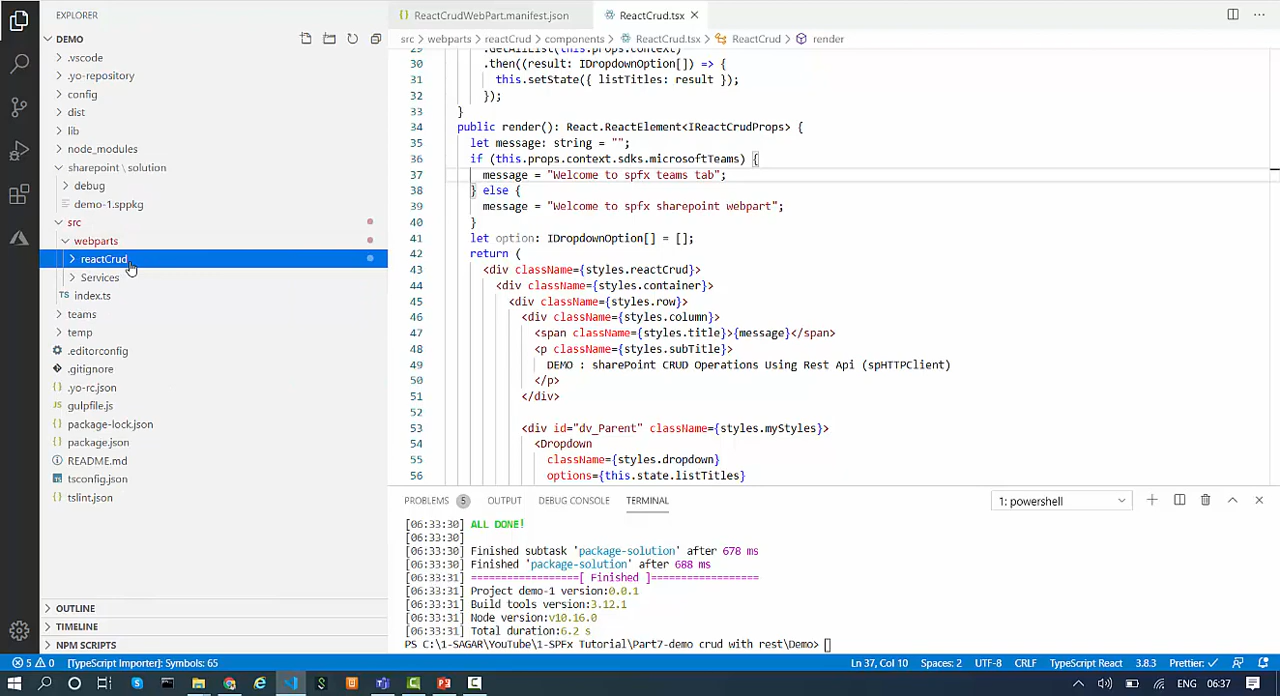 EXPLORER
DEMO
.vscode
.yo-repository
config
dist
lib
node_modules
sharepoint \ solution
debug
demo-1.sppkg
src
webparts
reactCrud
Services
TS index.ts
teams
temp
.editorconfig
.gitignore
{} .yo-rc.json
JS gulpfile.js
{} package-lock.json
{} package.json
README.md
tsconfig.json
{} tslint.json
OUTLINE
TIMELINE
NPM SCRIPTS
{} ReactCrudWebPart.manifest.json
ReactCrud.tsx
src > webparts > reactCrud > components > ReactCrud.tsx > ReactCrud > render
29 .GetAllList(this.props.context)
30 .then((result: IDropdownOption[]) => {
31 this.setState({ listTitles: result });
32 });
33 }
34 public render(): React.ReactElement<IReactCrudProps> {
35 let message: string = "";
36 if (this.props.context.sdks.microsoftTeams) {
37 message = "Welcome to spfx teams tab";
38 } else {
39 message = "Welcome to spfx sharepoint webpart";
40 }
41 let option: IDropdownOption[] = [];
42 return (
43 <div className={styles.reactCrud}>
44 <div className={styles.container}>
45 <div className={styles.row}>
46 <div className={styles.column}>
47 <span className={styles.title}>{message}</span>
48 <p className={styles.subTitle}>
49 DEMO : sharePoint CRUD Operations Using Rest Api (spHTTPClient)
50 </p>
51 </div>
52
53 <div id="dv_Parent" className={styles.myStyles}>
54 <Dropdown
55 className={styles.dropdown}
56 options={this.state.listTitles}
PROBLEMS 5 OUTPUT DEBUG CONSOLE TERMINAL
1: powershell
[06:33:30] ALL DONE!
[06:33:30]
[06:33:30] Finished subtask 'package-solution' after 678 ms
[06:33:30] Finished 'package-solution' after 688 ms
[06:33:31] ==================[ Finished ]==================
[06:33:31] Project demo-1 version:0.0.1
[06:33:31] Build tools version:3.12.1
[06:33:31] Node version:v10.16.0
[06:33:31] Total duration:6.2 s
PS C:\1-SAGAR\YouTube\1-SPFx Tutorial\Part7-demo crud with rest\Demo>
5 0 [TypeScript Importer]: Symbols: 65
Ln 37, Col 10 Spaces: 2 UTF-8 CRLF TypeScript React 3.8.3 Prettier:
ENG 06:37